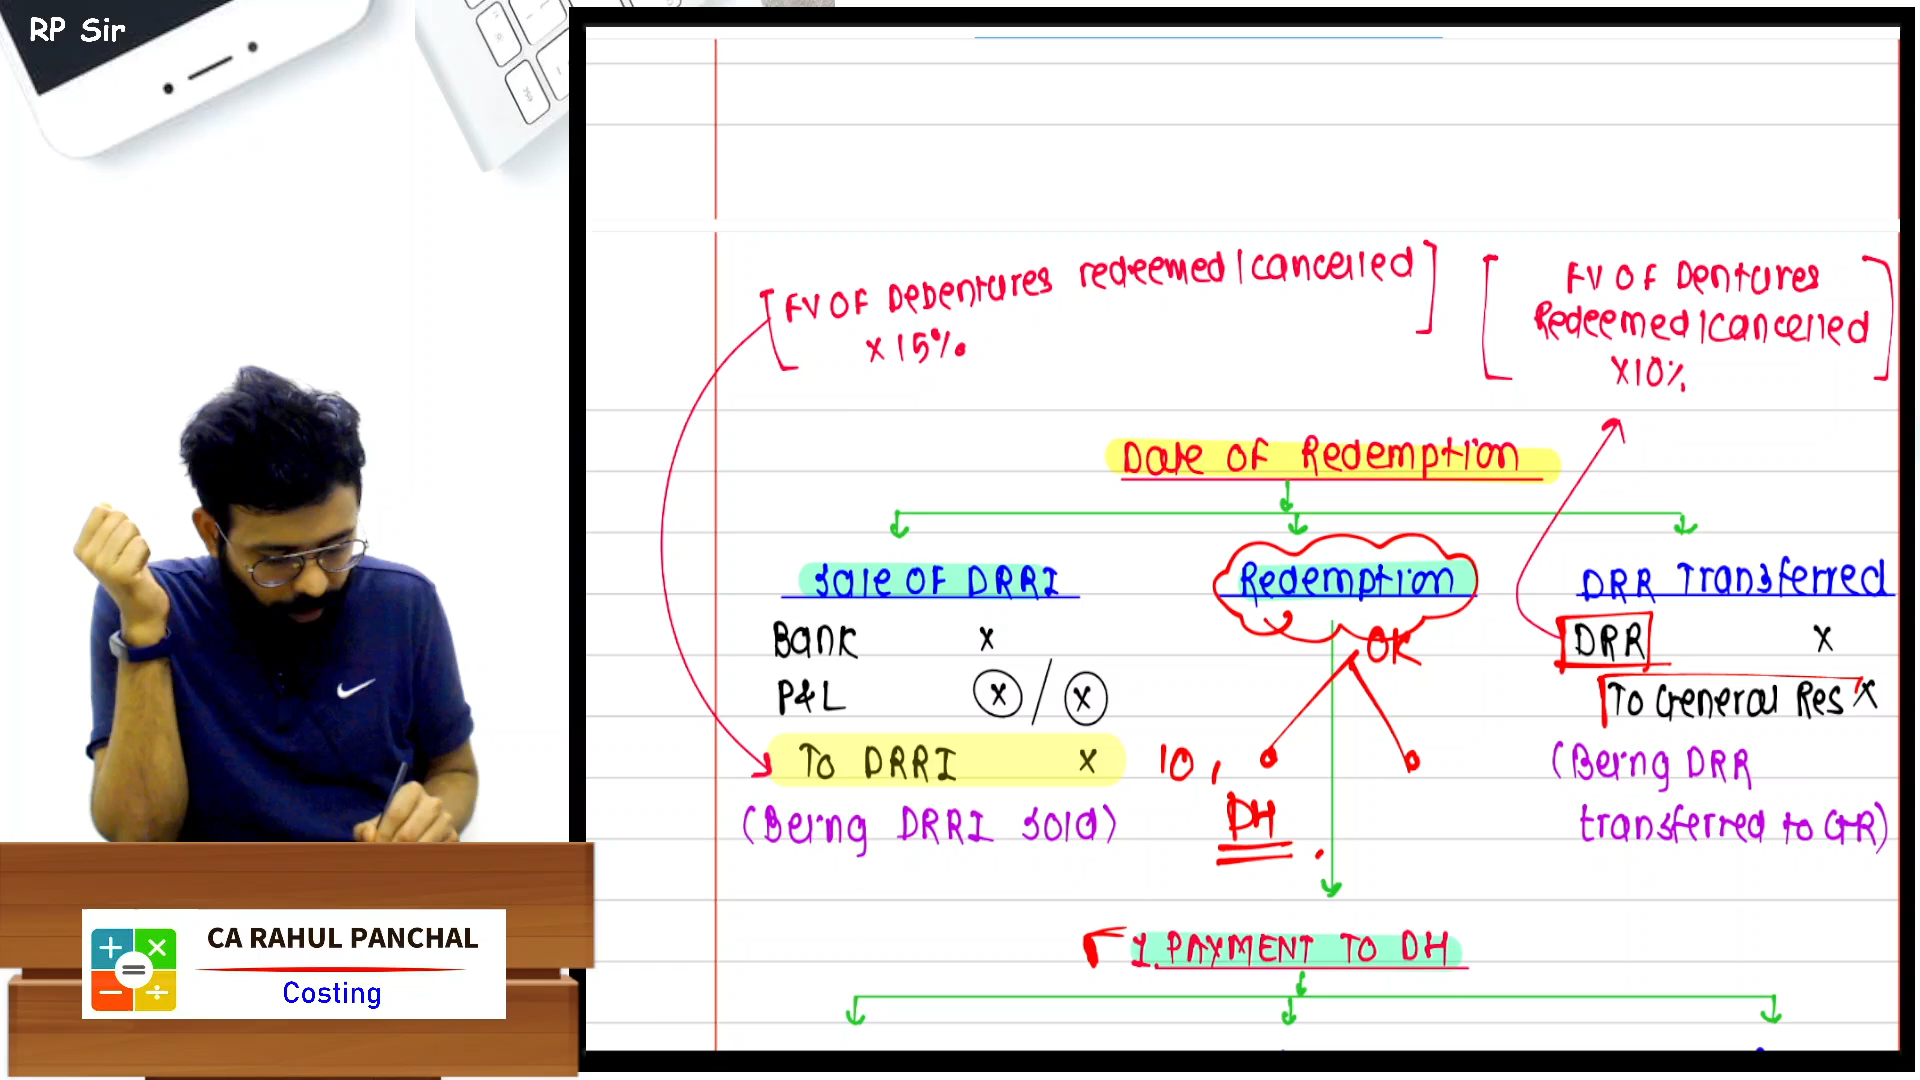 RP Sir
[FV OF Debentures redeemed/cancelled]
x 15%
[FV OF Dentures
Redeemed/cancelled
x10%]
Date OF Redemption
Sale OF DRRI
Redemption
DRR Transferred
Bank x
P&L x / x
To DRRI x
(Being DRRI sold)
OK
10,
DH
DRR x
To General Res x
(Being DRR
transferred to GR)
1. PAYMENT TO DH
CA RAHUL PANCHAL
Costing